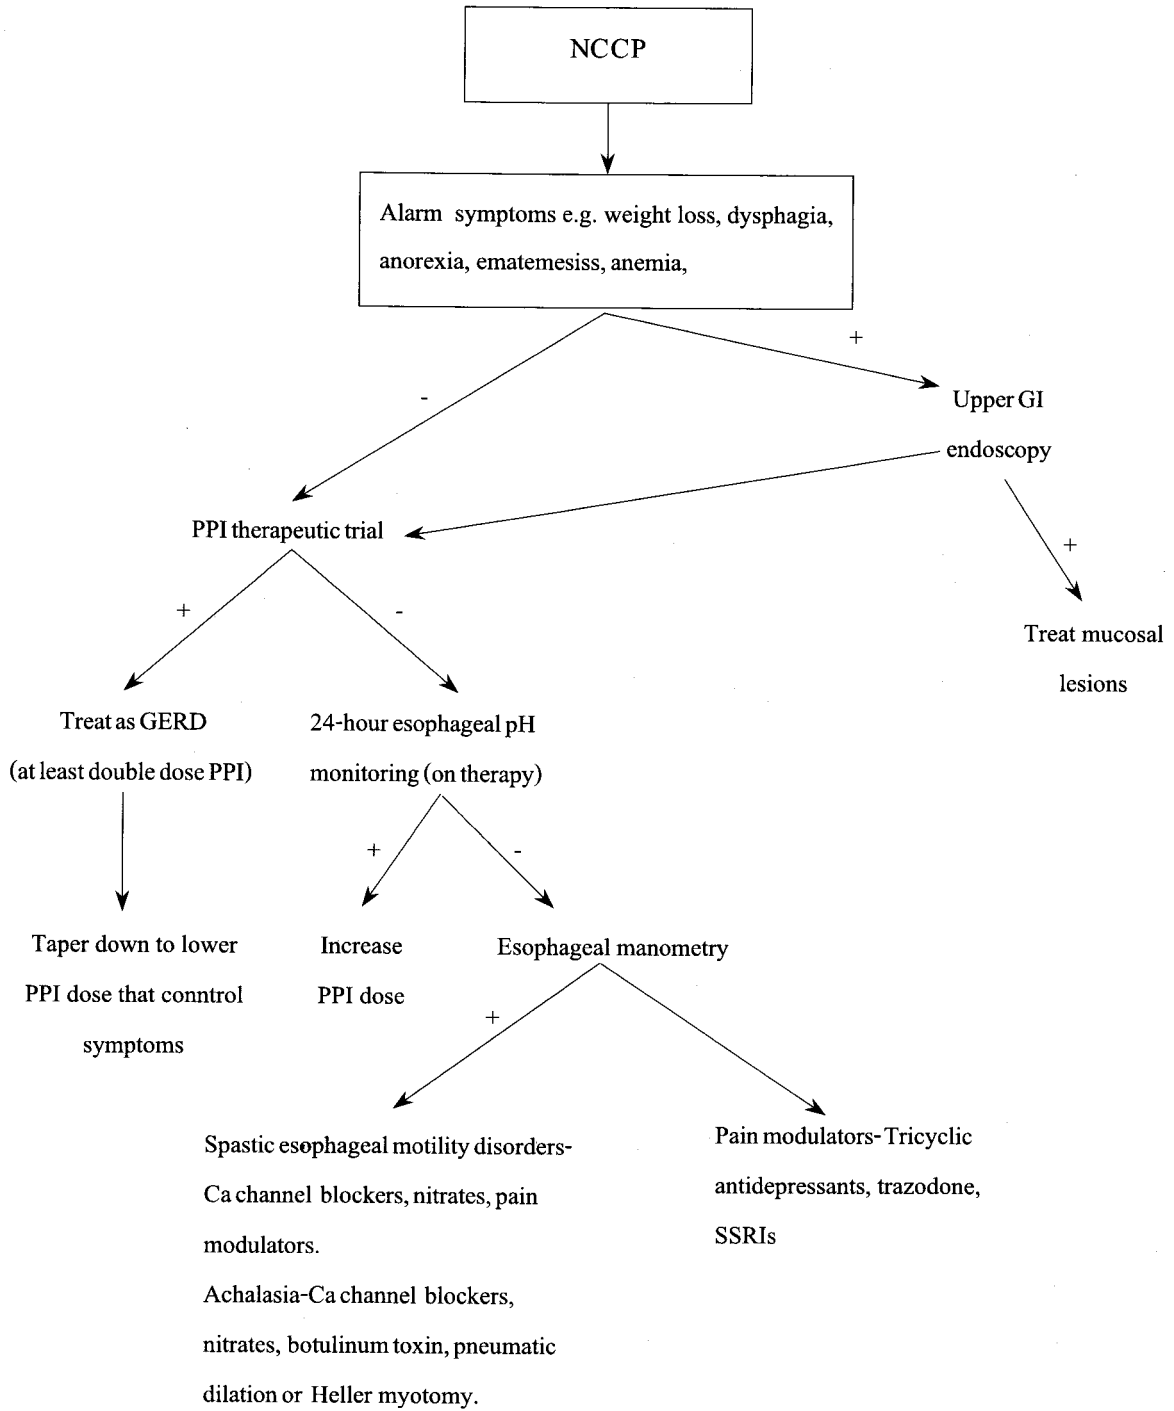 NCCP
Alarm symptoms e.g. weight loss, dysphagia,
anorexia, ematemesiss, anemia,
+
-
Upper GI
endoscopy
PPI therapeutic trial
+
+
-
Treat mucosal
lesions
Treat as GERD
(at least double dose PPI)
24-hour esophageal pH
monitoring (on therapy)
+
-
Taper down to lower
PPI dose that conntrol
symptoms
Increase
PPI dose
Esophageal manometry
+
Spastic esophageal motility disorders-
Ca channel blockers, nitrates, pain
modulators.
Achalasia-Ca channel blockers,
nitrates, botulinum toxin, pneumatic
dilation or Heller myotomy.
Pain modulators-Tricyclic
antidepressants, trazodone,
SSRIs